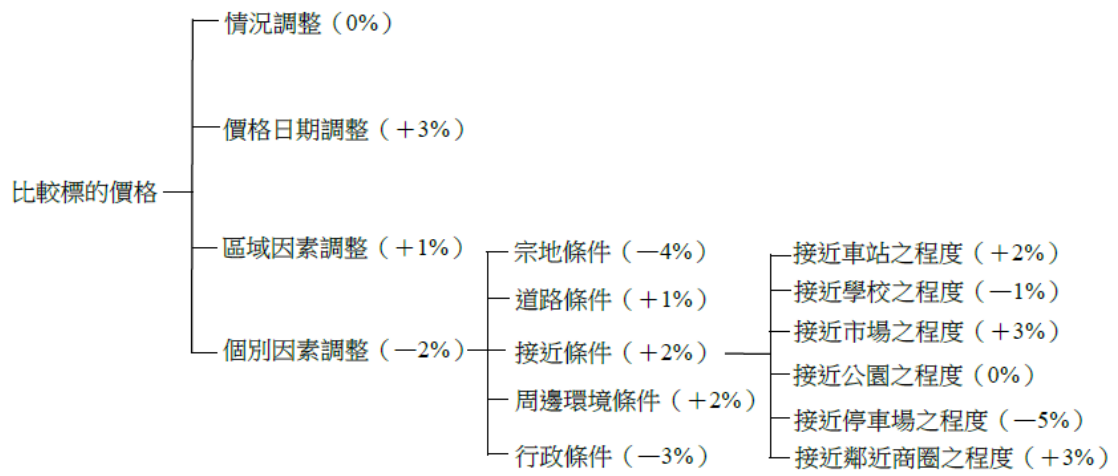 情況調整（0%）
價格日期調整（＋3%）
比較標的價格
區域因素調整（＋1%）
個別因素調整（－2%）
宗地條件（－4%）
道路條件（＋1%）
接近條件（＋2%）
周邊環境條件（＋2%）
行政條件（－3%）
接近車站之程度（＋2%）
接近學校之程度（－1%）
接近市場之程度（＋3%）
接近公園之程度（0%）
接近停車場之程度（－5%）
接近鄰近商圈之程度（＋3%）